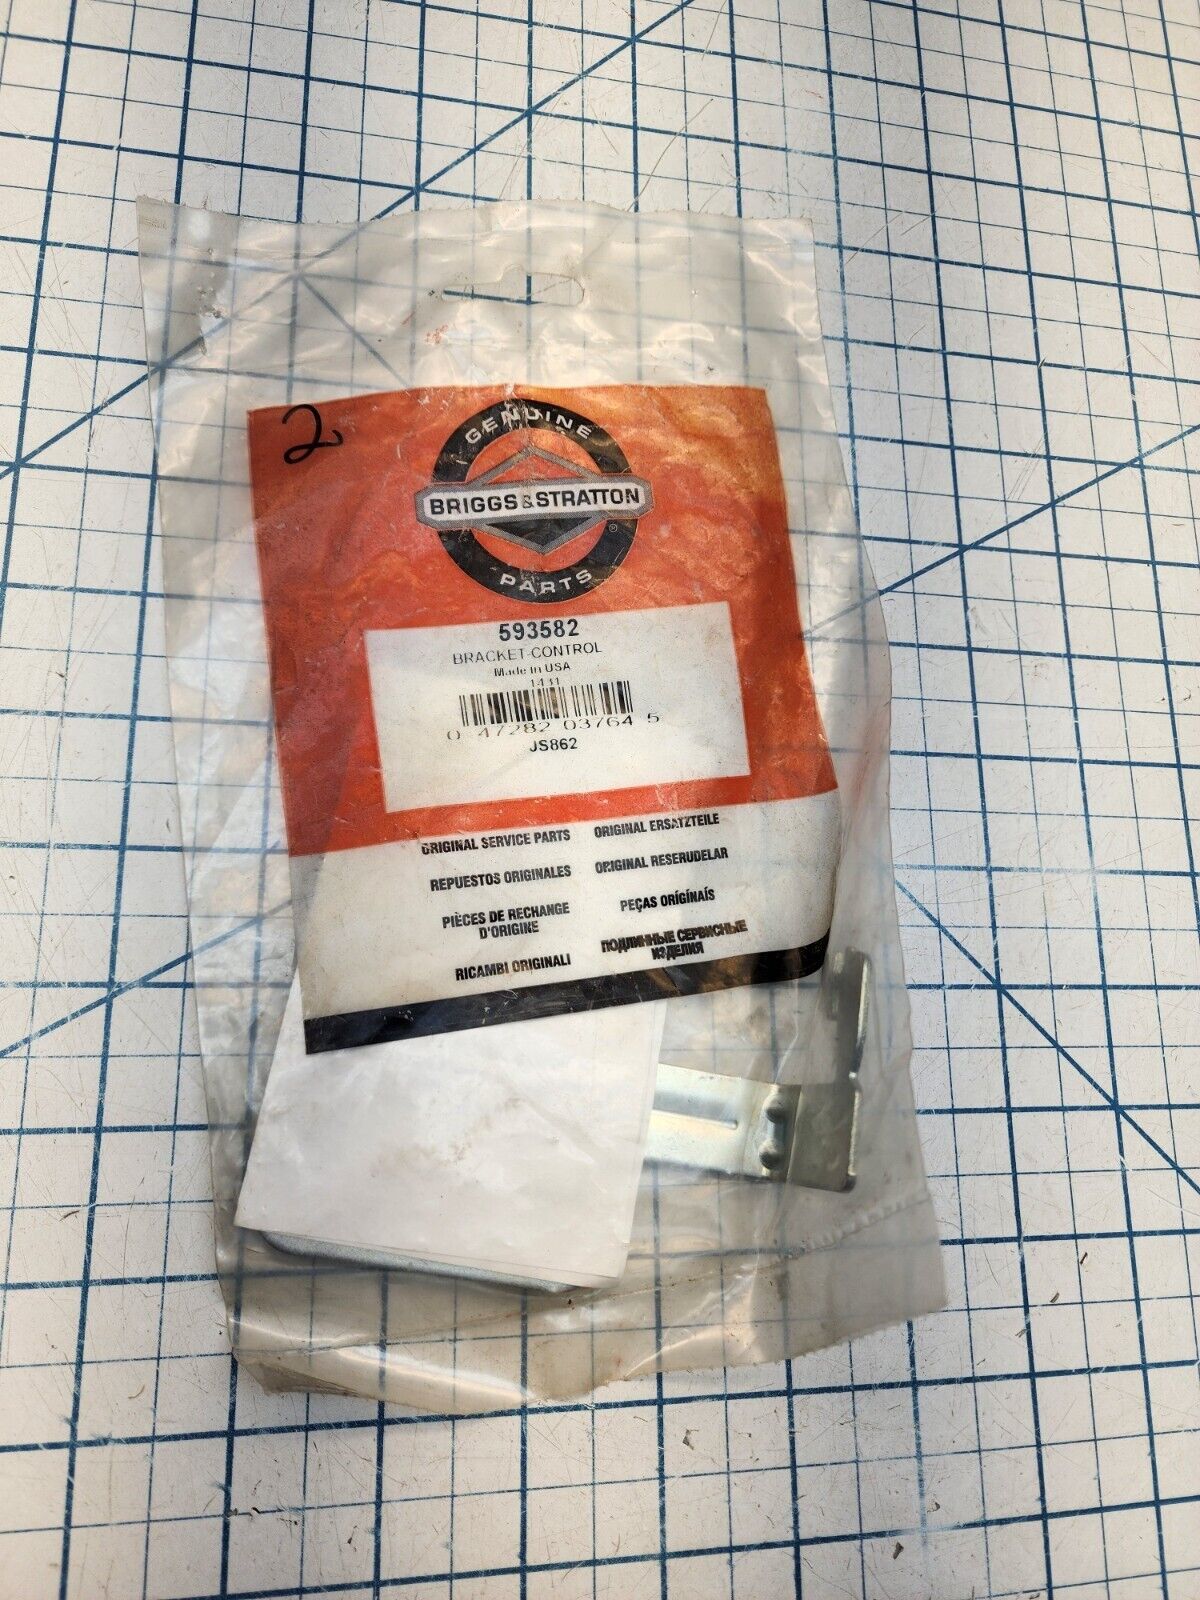 2
GENUINE
BRIGGS & STRATTON
®
PARTS
593582
BRACKET-CONTROL
Made in USA
1431
0 47282 03764 5
JS862
ORIGINAL SERVICE PARTS
ORIGINAL ERSATZTEILE
REPUESTOS ORIGINALES
ORIGINAL RESERUDELAR
PIÈCES DE RECHANGE
D'ORIGINE
PEÇAS ORÍGÍNAÍS
RICAMBI ORIGINALI
ПОДЛИННЫЕ СЕРВИСНЫЕ
ИЗДЕЛИЯ